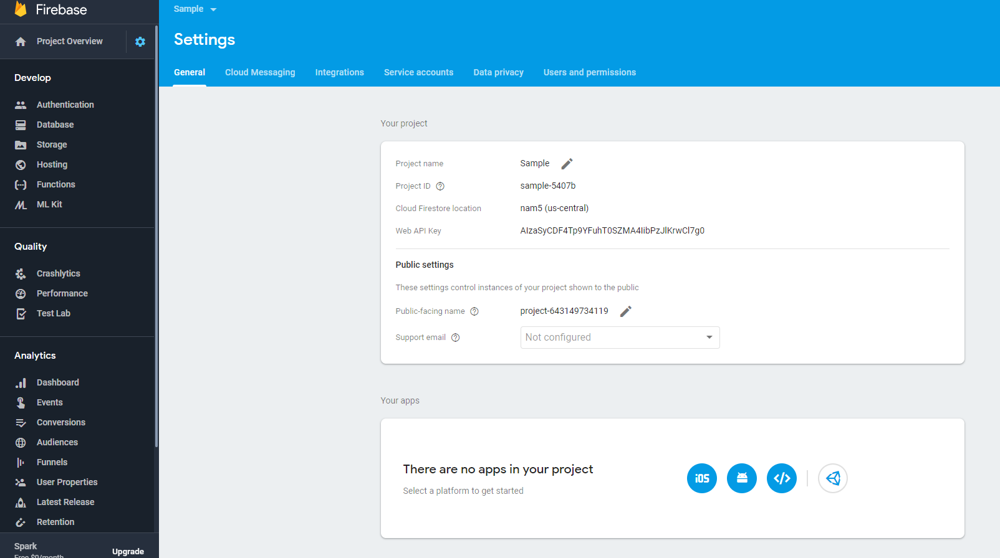 Firebase
Project Overview
Develop
Authentication
Database
Storage
Hosting
Functions
ML Kit
Quality
Crashlytics
Performance
Test Lab
Analytics
Dashboard
Events
Conversions
Audiences
Funnels
User Properties
Latest Release
Retention
Spark
Free $0/month
Upgrade
Sample
Settings
General Cloud Messaging Integrations Service accounts Data privacy Users and permissions
Your project
Project name Sample
Project ID sample-5407b
Cloud Firestore location nam5 (us-central)
Web API Key AIzaSyCDF4Tp9YFuhT0SZMA4IibPzJlKrwCl7g0
Public settings
These settings control instances of your project shown to the public
Public-facing name project-643149734119
Support email Not configured
Your apps
There are no apps in your project
Select a platform to get started
iOS